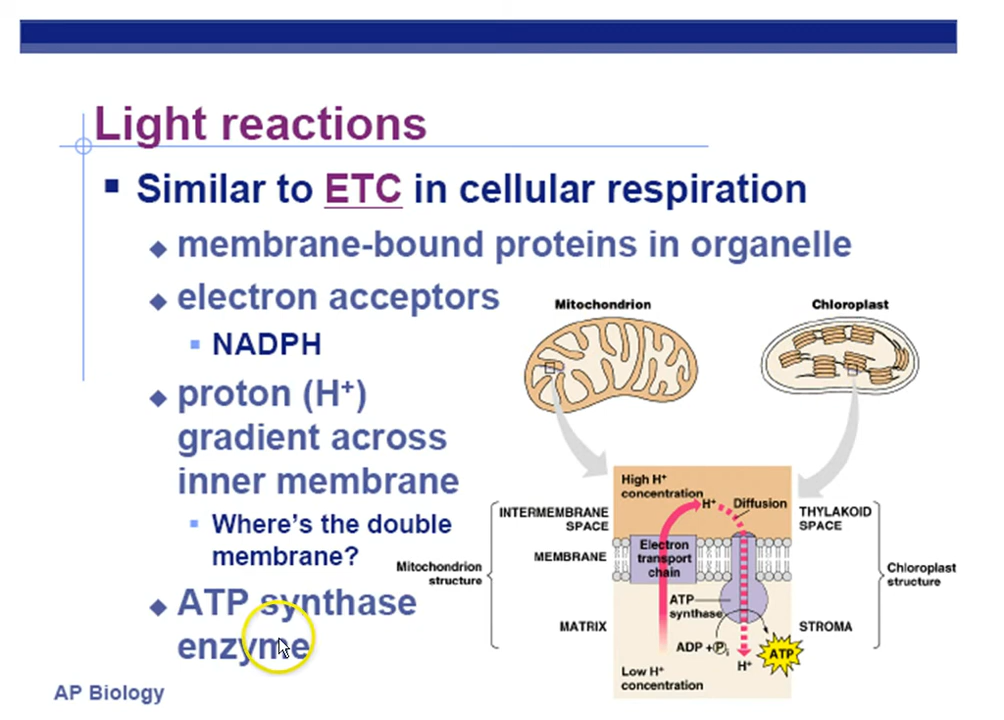 Light reactions
▪ Similar to ETC in cellular respiration
◆ membrane-bound proteins in organelle
◆ electron acceptors
▪ NADPH
◆ proton (H⁺)
gradient across
inner membrane
▪ Where's the double
membrane?
◆ ATP synthase
enzyme
Mitochondrion
Chloroplast
High H⁺
concentration
H⁺
Diffusion
INTERMEMBRANE
SPACE
THYLAKOID
SPACE
Electron
transport
chain
MEMBRANE
Mitochondrion
structure
Chloroplast
structure
ATP
synthase
MATRIX
STROMA
ADP + Pᵢ
ATP
H⁺
Low H⁺
concentration
AP Biology